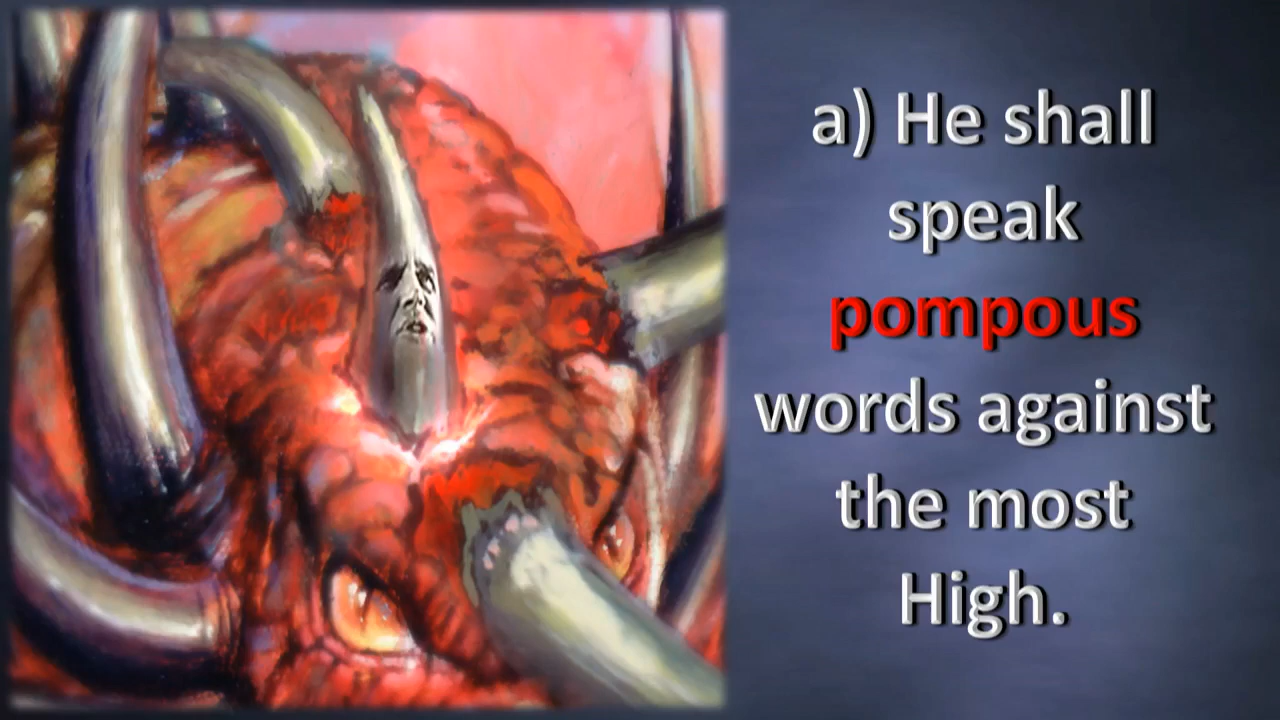 a) He shall
speak
pompous
words against
the most
High.